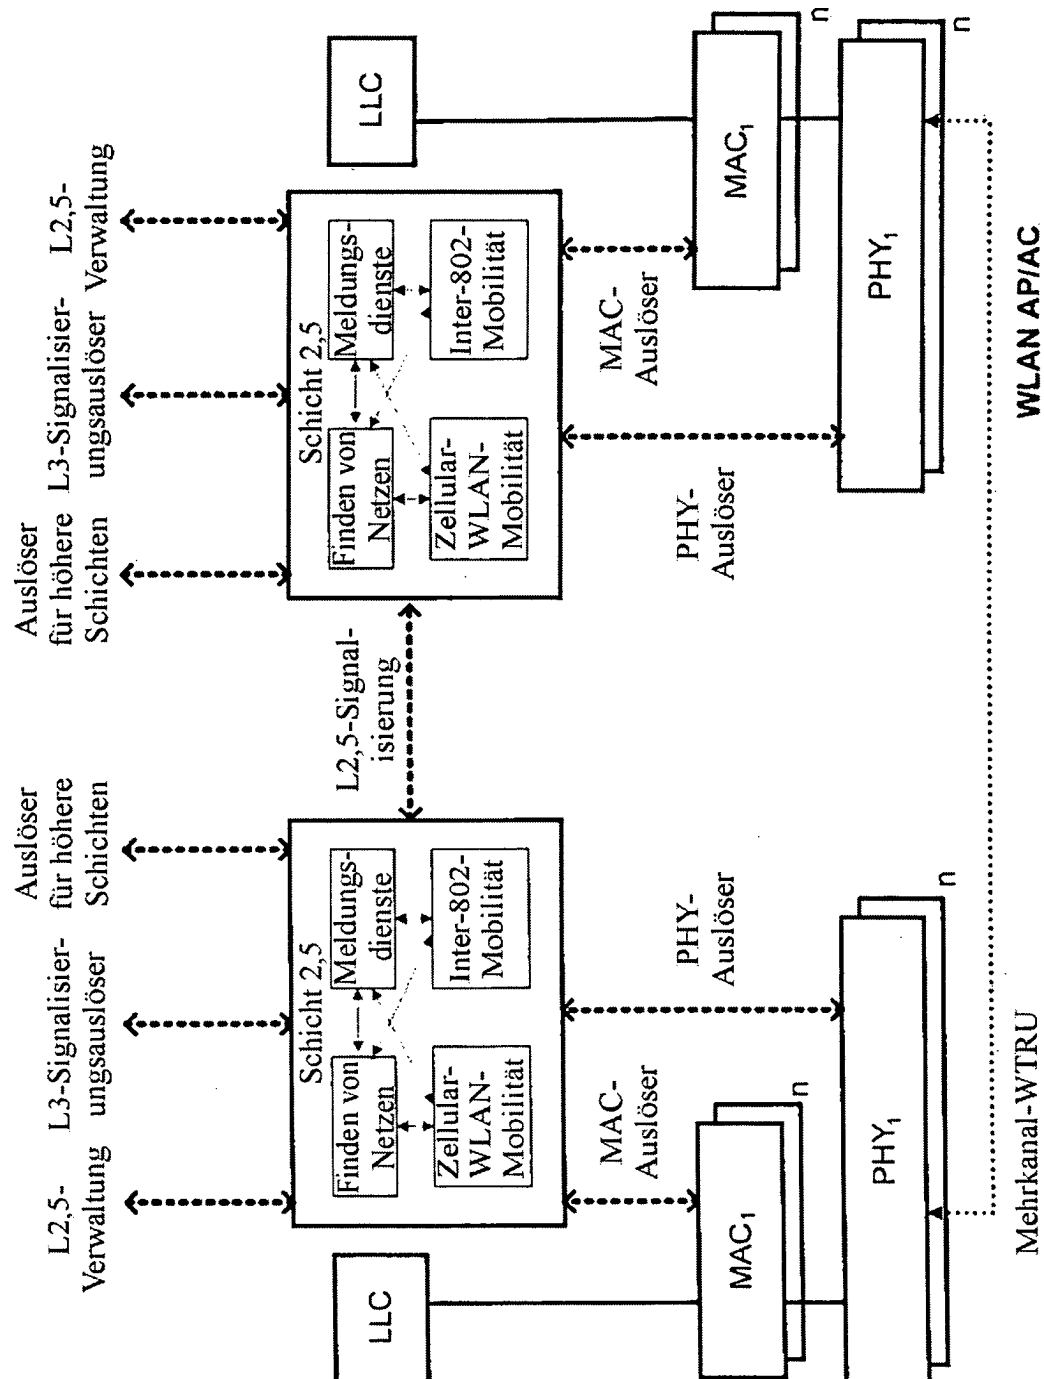 L2,5-
Verwaltung
L3-Signalisier-
ungsauslöser
Auslöser
für höhere
Schichten
Auslöser
für höhere
Schichten
L3-Signalisier-
ungsauslöser
L2,5-
Verwaltung
LLC
Schicht 2,5
Finden von
Netzen
Meldungs-
dienste
Zellular-
WLAN-
Mobilität
Inter-802-
Mobilität
L2,5-Signal-
isierung
Schicht 2,5
Finden von
Netzen
Meldungs-
dienste
Zellular-
WLAN-
Mobilität
Inter-802-
Mobilität
LLC
MAC-
Auslöser
PHY-
Auslöser
PHY-
Auslöser
MAC-
Auslöser
MAC₁
n
MAC₁
n
PHY₁
n
PHY₁
n
Mehrkanal-WTRU
WLAN AP/AC